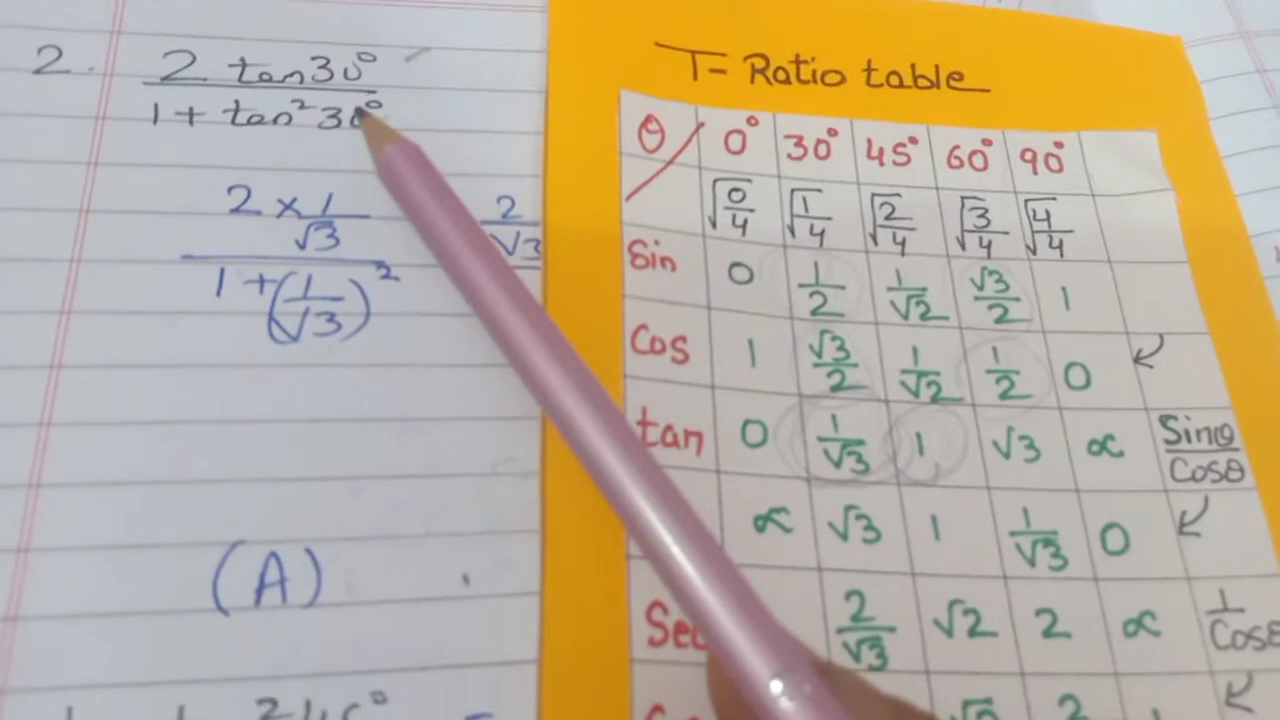 2. 2 tan30°
1 + tan² 30°
2 × 1/√3
1 + (1/√3)²
2/√3
(A)
T- Ratio table
θ 0° 30° 45° 60° 90°
√0/4 √1/4 √2/4 √3/4 √4/4
Sin 0 1/2 1/√2 √3/2 1
Cos 1 √3/2 1/√2 1/2 0
tan 0 1/√3 1 √3 ∝ Sinθ/Cosθ
∝ √3 1 1/√3 0
Sec 2/√3 √2 2 ∝ 1/Cosθ